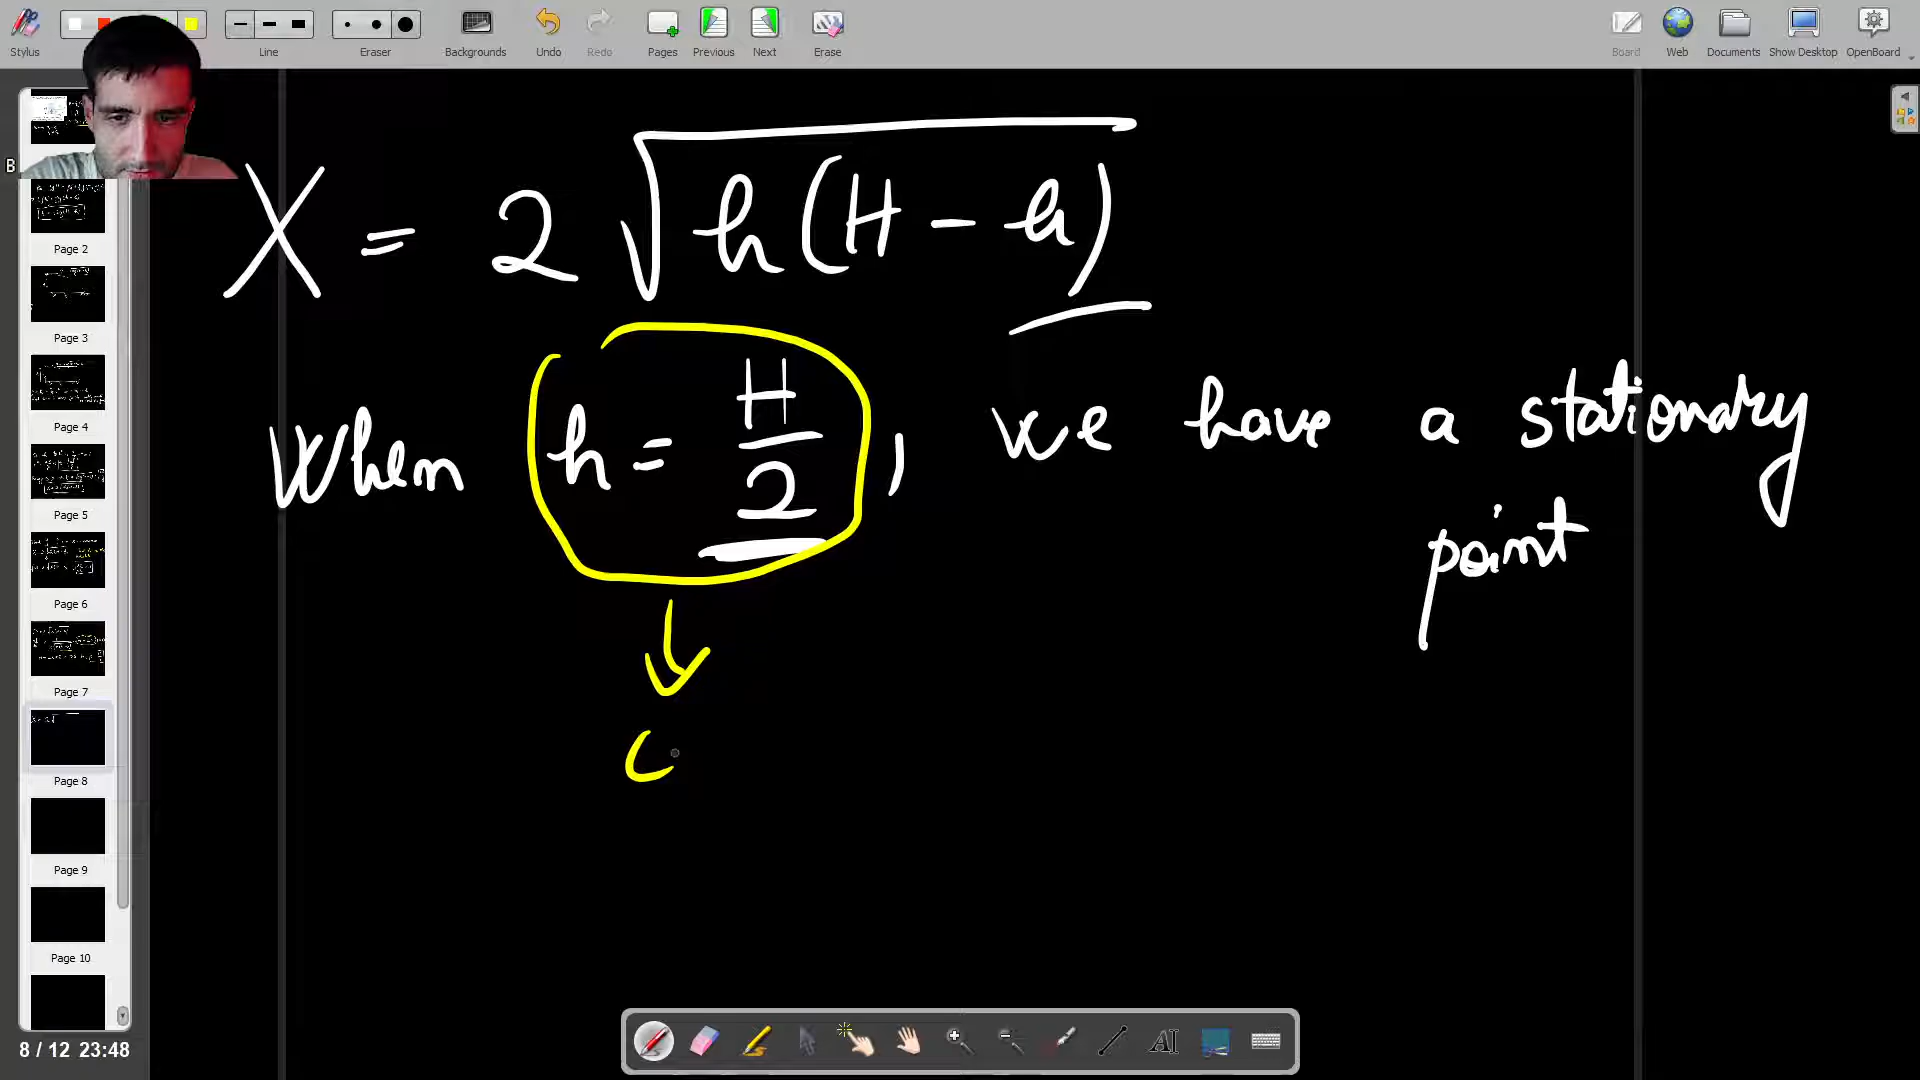 Stylus
Line
Eraser
Backgrounds
Undo
Redo
Pages
Previous
Next
Erase
Board
Web
Documents
Show Desktop
OpenBoard
B
X = 2 √h(H - h)
When h = H/2, we have a stationary
point
Page 2
Page 3
Page 4
Page 5
Page 6
Page 7
Page 8
Page 9
Page 10
8 / 12 23:48